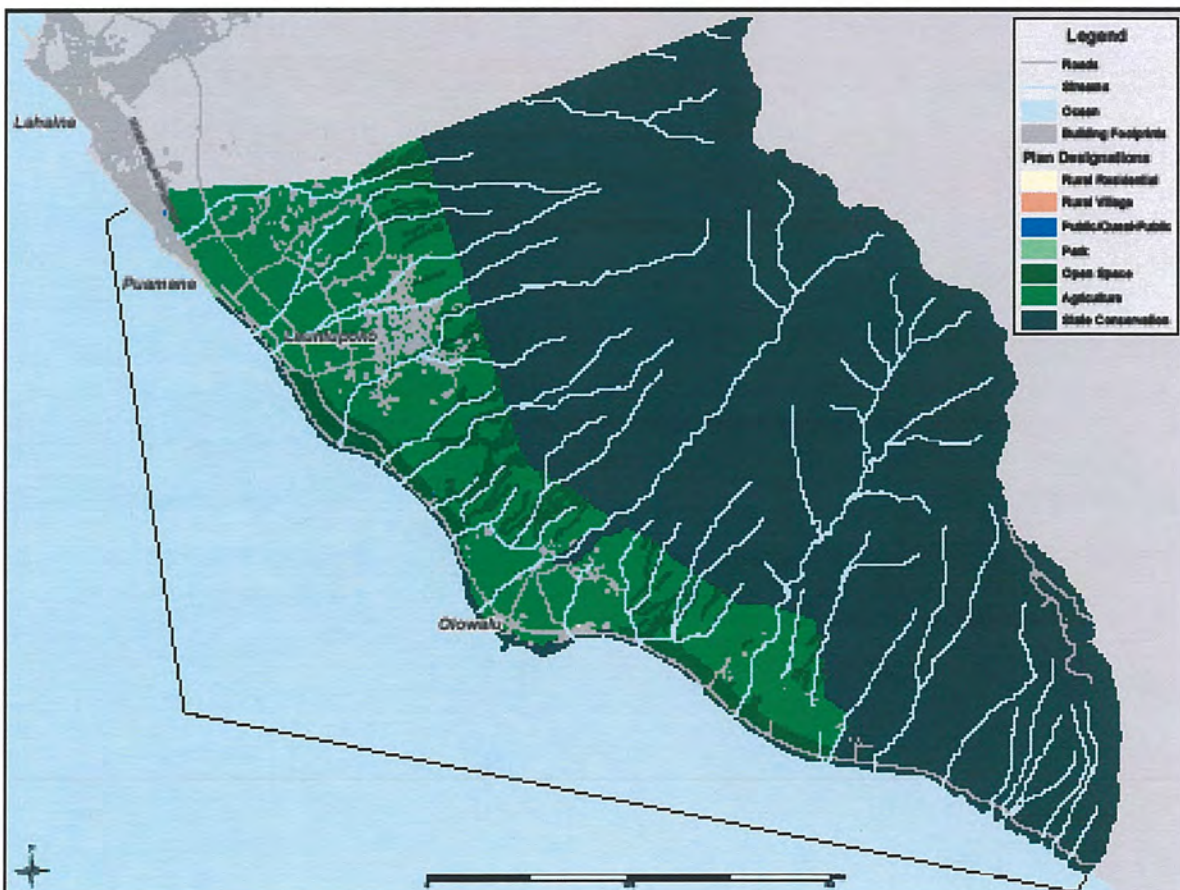 Legend
Roads
Streams
Ocean
Building Footprints
Plan Designations
Rural Residential
Rural Village
Public/Quasi-Public
Park
Open Space
Agriculture
State Conservation
Lahaina
Puamana
Launiupoko
Olowalu